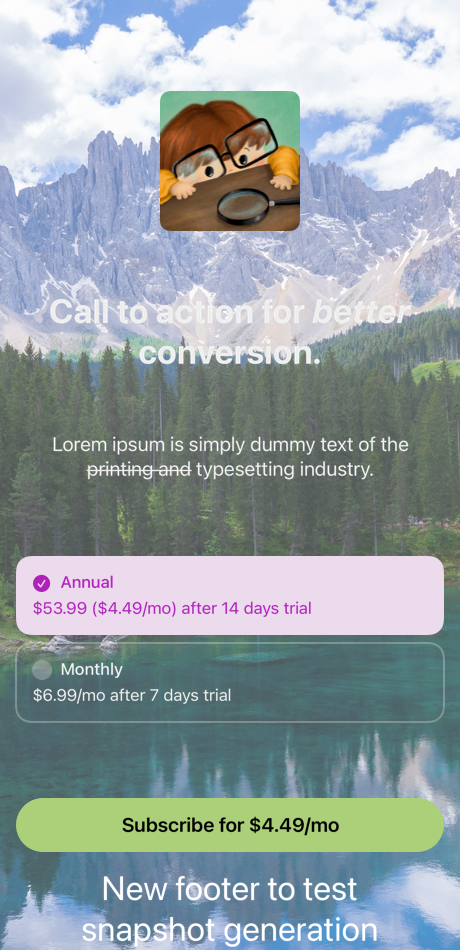 Call to action for better
conversion.
Lorem ipsum is simply dummy text of the
printing and typesetting industry.
Annual
$53.99 ($4.49/mo) after 14 days trial
Monthly
$6.99/mo after 7 days trial
Subscribe for $4.49/mo
New footer to test
snapshot generation